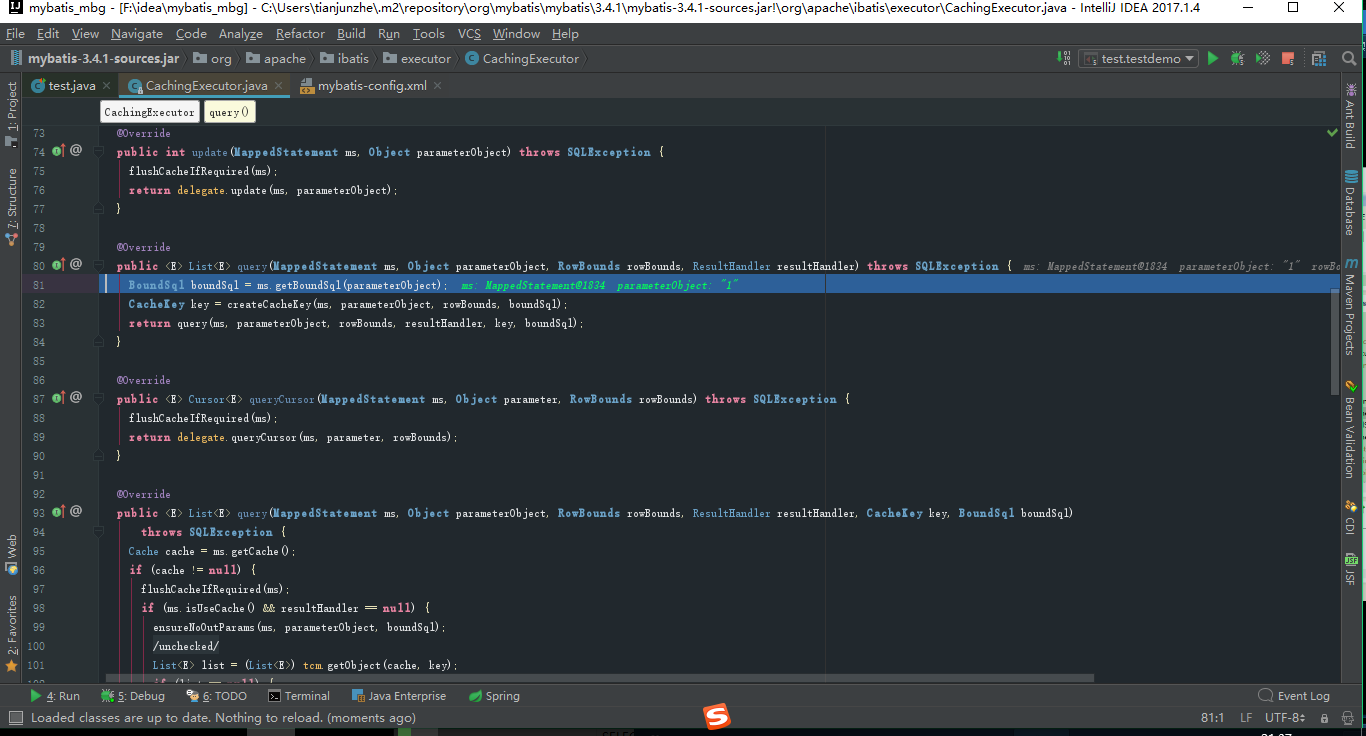 mybatis_mbg - [F:\idea\mybatis_mbg] - C:\Users\tianjunzhe\.m2\repository\org\mybatis\mybatis\3.4.1\mybatis-3.4.1-sources.jar!\org\apache\ibatis\executor\CachingExecutor.java - IntelliJ IDEA 2017.1.4
File Edit View Navigate Code Analyze Refactor Build Run Tools VCS Window Help
mybatis-3.4.1-sources.jar org apache ibatis executor CachingExecutor test.testdemo
test.java CachingExecutor.java mybatis-config.xml
CachingExecutor query()
73 @Override
74 public int update(MappedStatement ms, Object parameterObject) throws SQLException {
75 flushCacheIfRequired(ms);
76 return delegate.update(ms, parameterObject);
77 }
78
79 @Override
80 public <E> List<E> query(MappedStatement ms, Object parameterObject, RowBounds rowBounds, ResultHandler resultHandler) throws SQLException { ms: MappedStatement@1834 parameterObject: "1" rowBo
81 BoundSql boundSql = ms.getBoundSql(parameterObject); ms: MappedStatement@1834 parameterObject: "1"
82 CacheKey key = createCacheKey(ms, parameterObject, rowBounds, boundSql);
83 return query(ms, parameterObject, rowBounds, resultHandler, key, boundSql);
84 }
85
86 @Override
87 public <E> Cursor<E> queryCursor(MappedStatement ms, Object parameter, RowBounds rowBounds) throws SQLException {
88 flushCacheIfRequired(ms);
89 return delegate.queryCursor(ms, parameter, rowBounds);
90 }
91
92 @Override
93 public <E> List<E> query(MappedStatement ms, Object parameterObject, RowBounds rowBounds, ResultHandler resultHandler, CacheKey key, BoundSql boundSql)
94 throws SQLException {
95 Cache cache = ms.getCache();
96 if (cache != null) {
97 flushCacheIfRequired(ms);
98 if (ms.isUseCache() && resultHandler == null) {
99 ensureNoOutParams(ms, parameterObject, boundSql);
100 /unchecked/
101 List<E> list = (List<E>) tcm.getObject(cache, key);
1: Project
7: Structure
Web
2: Favorites
Ant Build
Database
Maven Projects
Bean Validation
CDI
JSF
4: Run 5: Debug 6: TODO Terminal Java Enterprise Spring Event Log
Loaded classes are up to date. Nothing to reload. (moments ago) 81:1 LF UTF-8